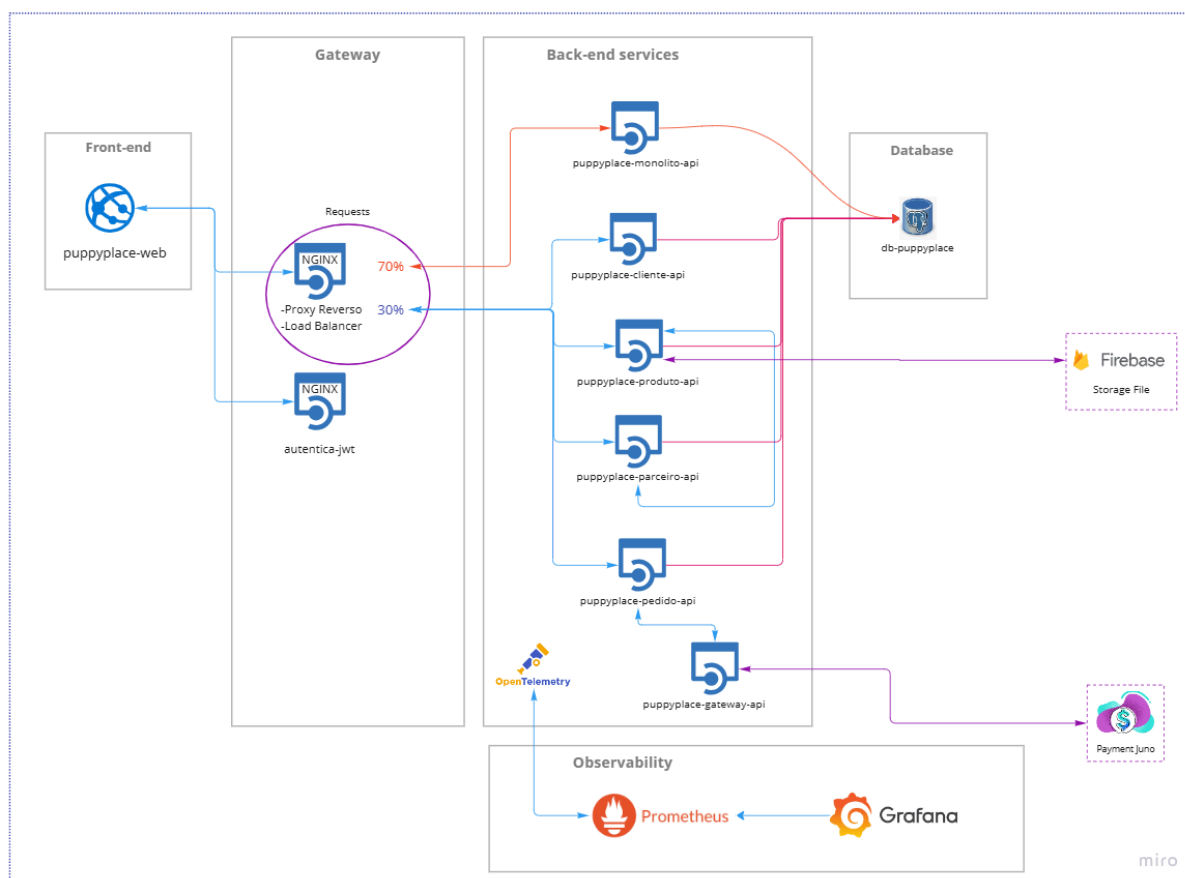 Gateway
Back-end services
Front-end
puppyplace-web
Requests
NGINX
-Proxy Reverso
-Load Balancer
70%
30%
NGINX
autentica-jwt
puppyplace-monolito-api
puppyplace-cliente-api
puppyplace-produto-api
puppyplace-parceiro-api
puppyplace-pedido-api
puppyplace-gateway-api
OpenTelemetry
Database
db-puppyplace
Firebase
Storage File
$
Payment Juno
Observability
Prometheus
Grafana
miro